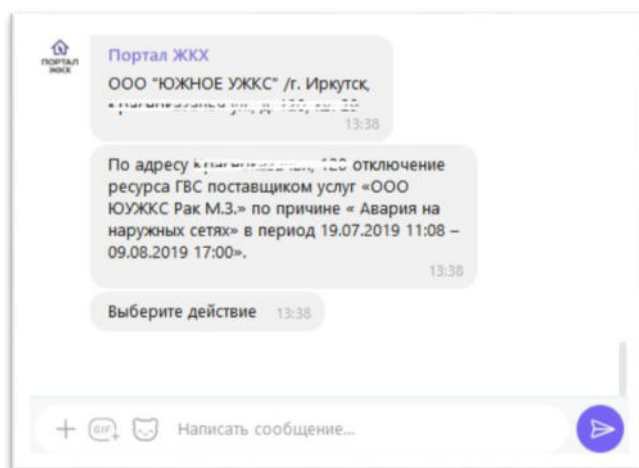 ПОРТАЛ
ЖКХ
Портал ЖКХ
ООО "ЮЖНОЕ УЖКС" /г. Иркутск,
13:38
По адресу отключение
ресурса ГВС поставщиком услуг «ООО
ЮУЖКС Рак М.З.» по причине « Авария на
наружных сетях» в период 19.07.2019 11:08 –
09.08.2019 17:00».
13:38
Выберите действие 13:38
GIF Написать сообщение...